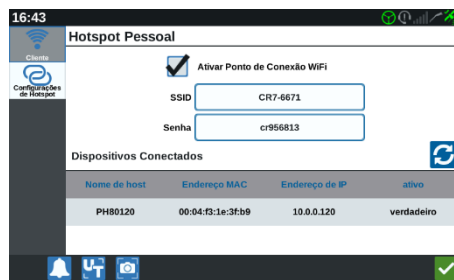 16:43
Hotspot Pessoal
Cliente
Configurações
de Hotspot
Ativar Ponto de Conexão WiFi
SSID CR7-6671
Senha cr956813
Dispositivos Conectados
Nome de host Endereço MAC Endereço de IP ativo
PH80120 00:04:f3:1e:3f:b9 10.0.0.120 verdadeiro
UT